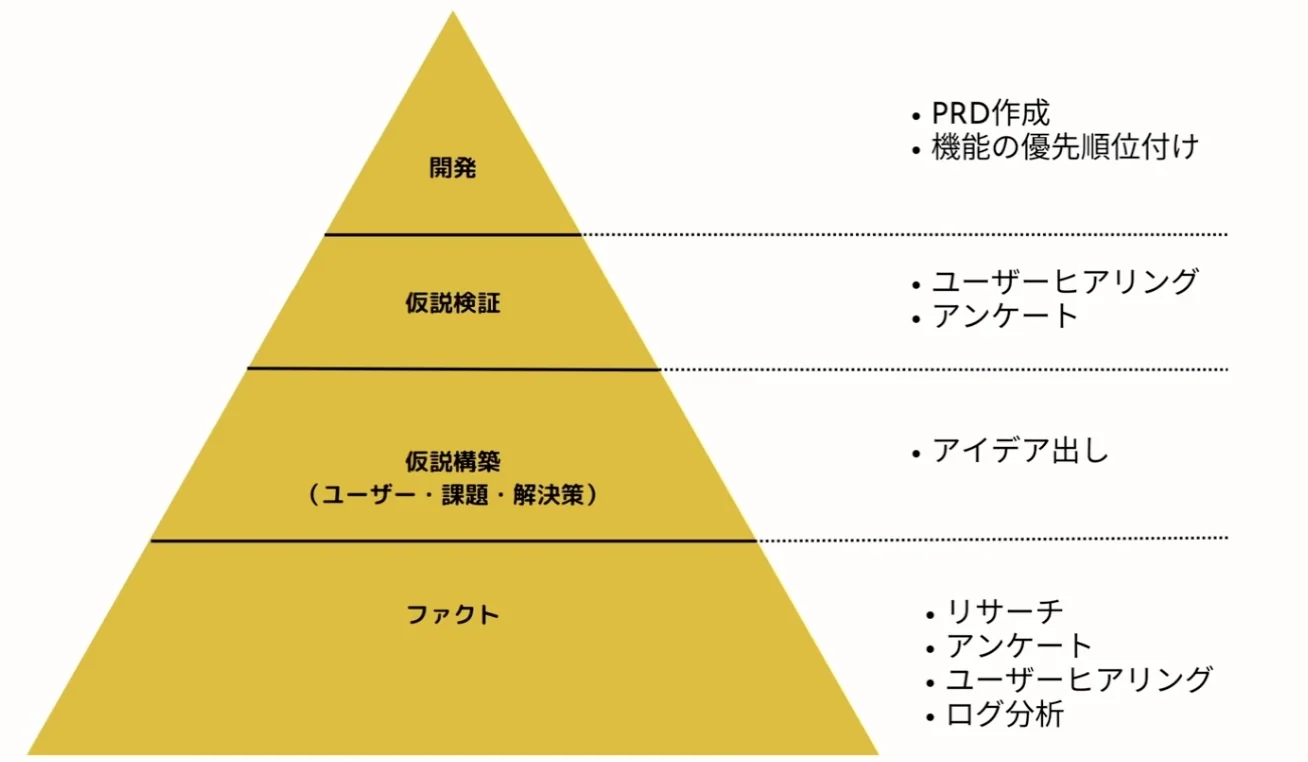 開発
• PRD作成
• 機能の優先順位付け
仮説検証
• ユーザーヒアリング
• アンケート
仮説構築
（ユーザー・課題・解決策）
• アイデア出し
ファクト
• リサーチ
• アンケート
• ユーザーヒアリング
• ログ分析